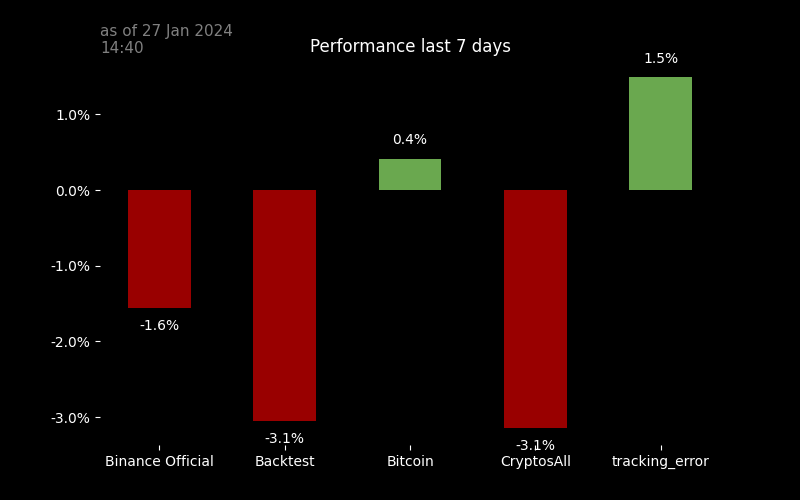 as of 27 Jan 2024
14:40
Performance last 7 days
1.5%
1.0%
0.4%
0.0%
-1.0%
-1.6%
-2.0%
-3.0%
-3.1%
-3.1%
Binance Official
Backtest
Bitcoin
CryptosAll
tracking_error